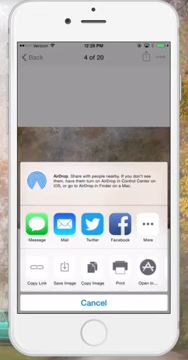 Verizon 12:28 PM
Back 4 of 20
AirDrop. Share with people nearby. If you don't see
them, have them turn on AirDrop in Control Center on
iOS, or go to AirDrop in Finder on a Mac.
Message Mail Twitter Facebook More
Copy Link Save Image Copy Image Print Open in...
Cancel